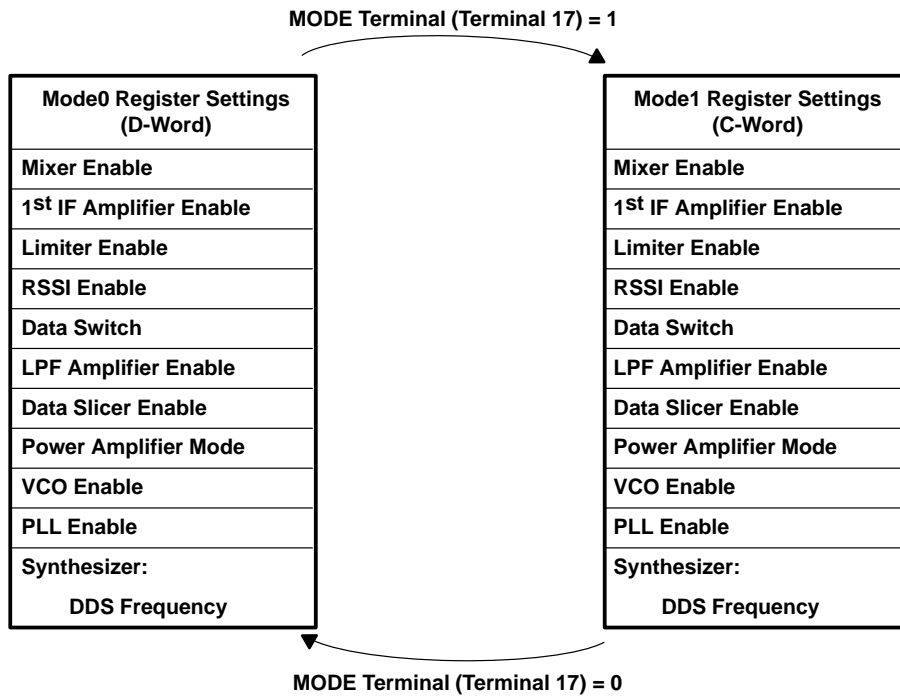 MODE Terminal (Terminal 17) = 1
Mode0 Register Settings
(D-Word)
Mixer Enable
1st IF Amplifier Enable
Limiter Enable
RSSI Enable
Data Switch
LPF Amplifier Enable
Data Slicer Enable
Power Amplifier Mode
VCO Enable
PLL Enable
Synthesizer:
DDS Frequency
Mode1 Register Settings
(C-Word)
Mixer Enable
1st IF Amplifier Enable
Limiter Enable
RSSI Enable
Data Switch
LPF Amplifier Enable
Data Slicer Enable
Power Amplifier Mode
VCO Enable
PLL Enable
Synthesizer:
DDS Frequency
MODE Terminal (Terminal 17) = 0